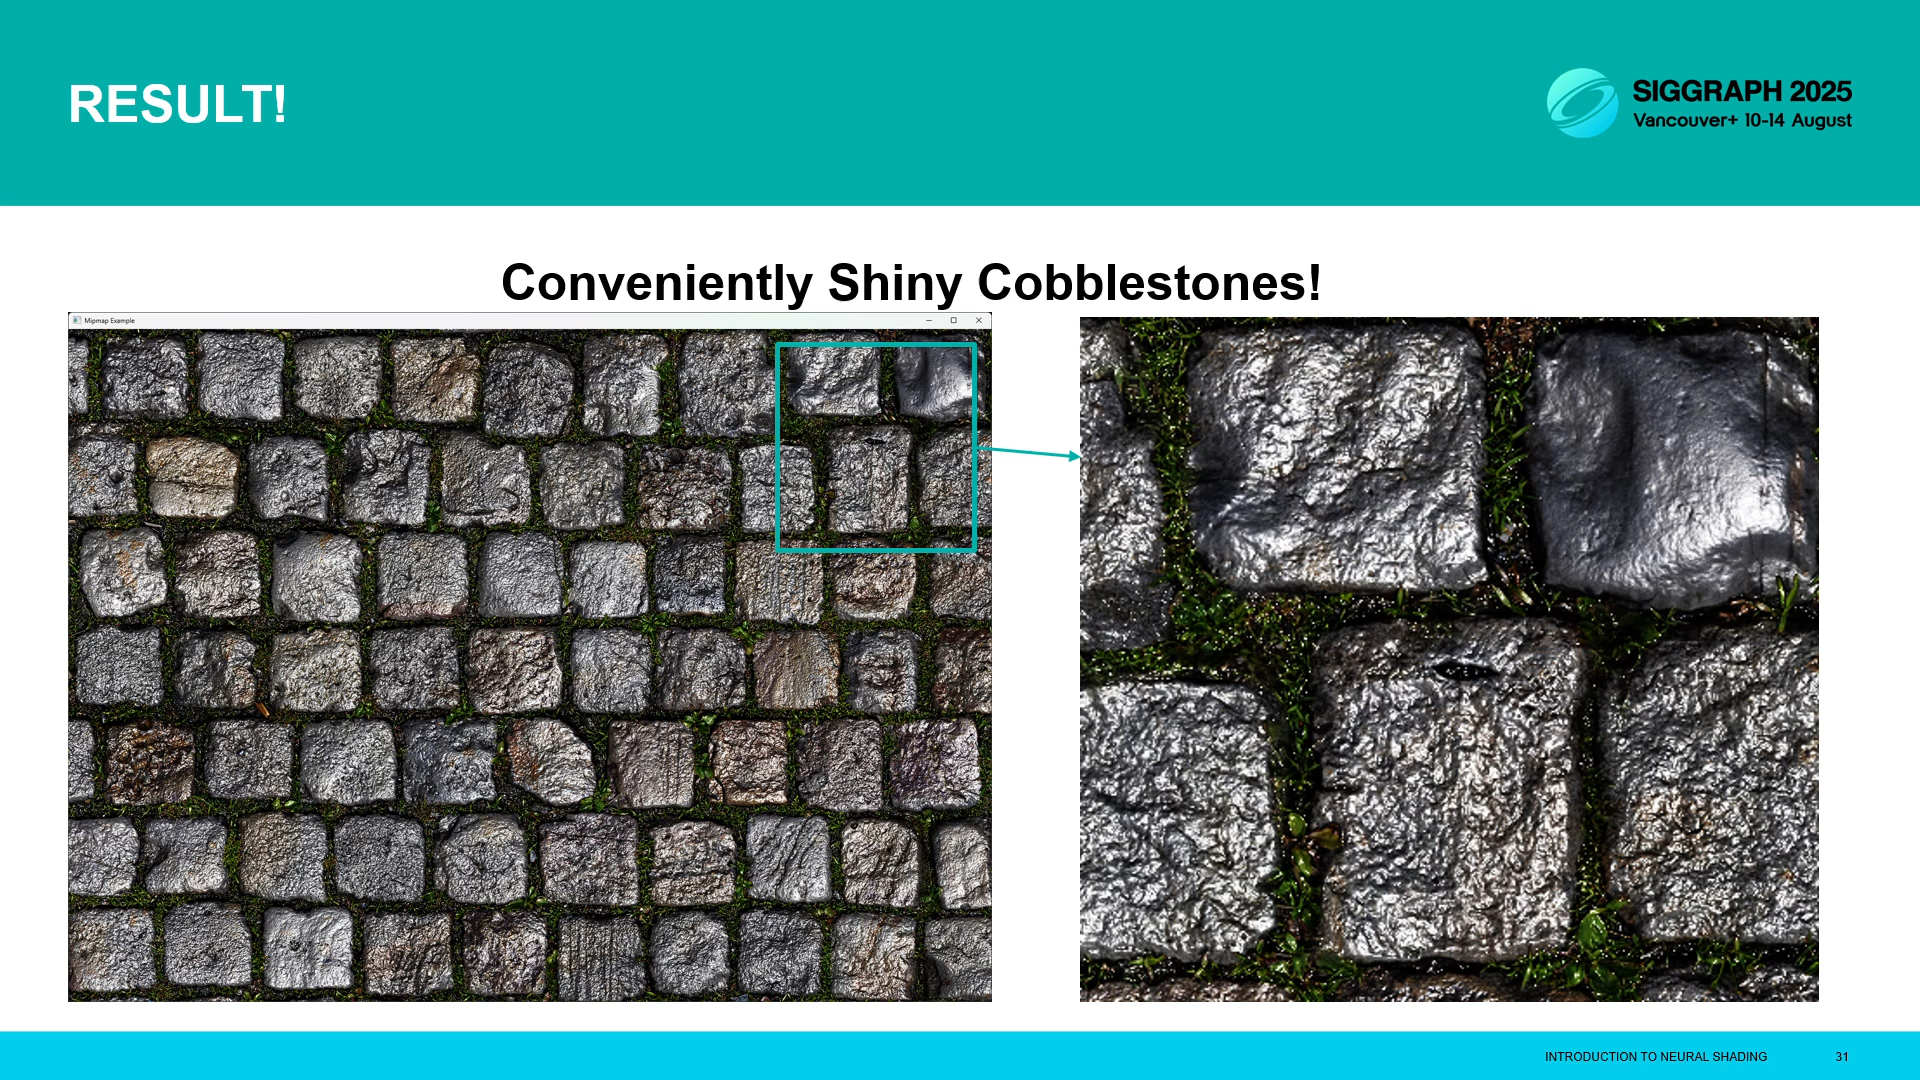 RESULT!
SIGGRAPH 2025
Vancouver+ 10-14 August
Conveniently Shiny Cobblestones!
Mipmap Example
INTRODUCTION TO NEURAL SHADING
31